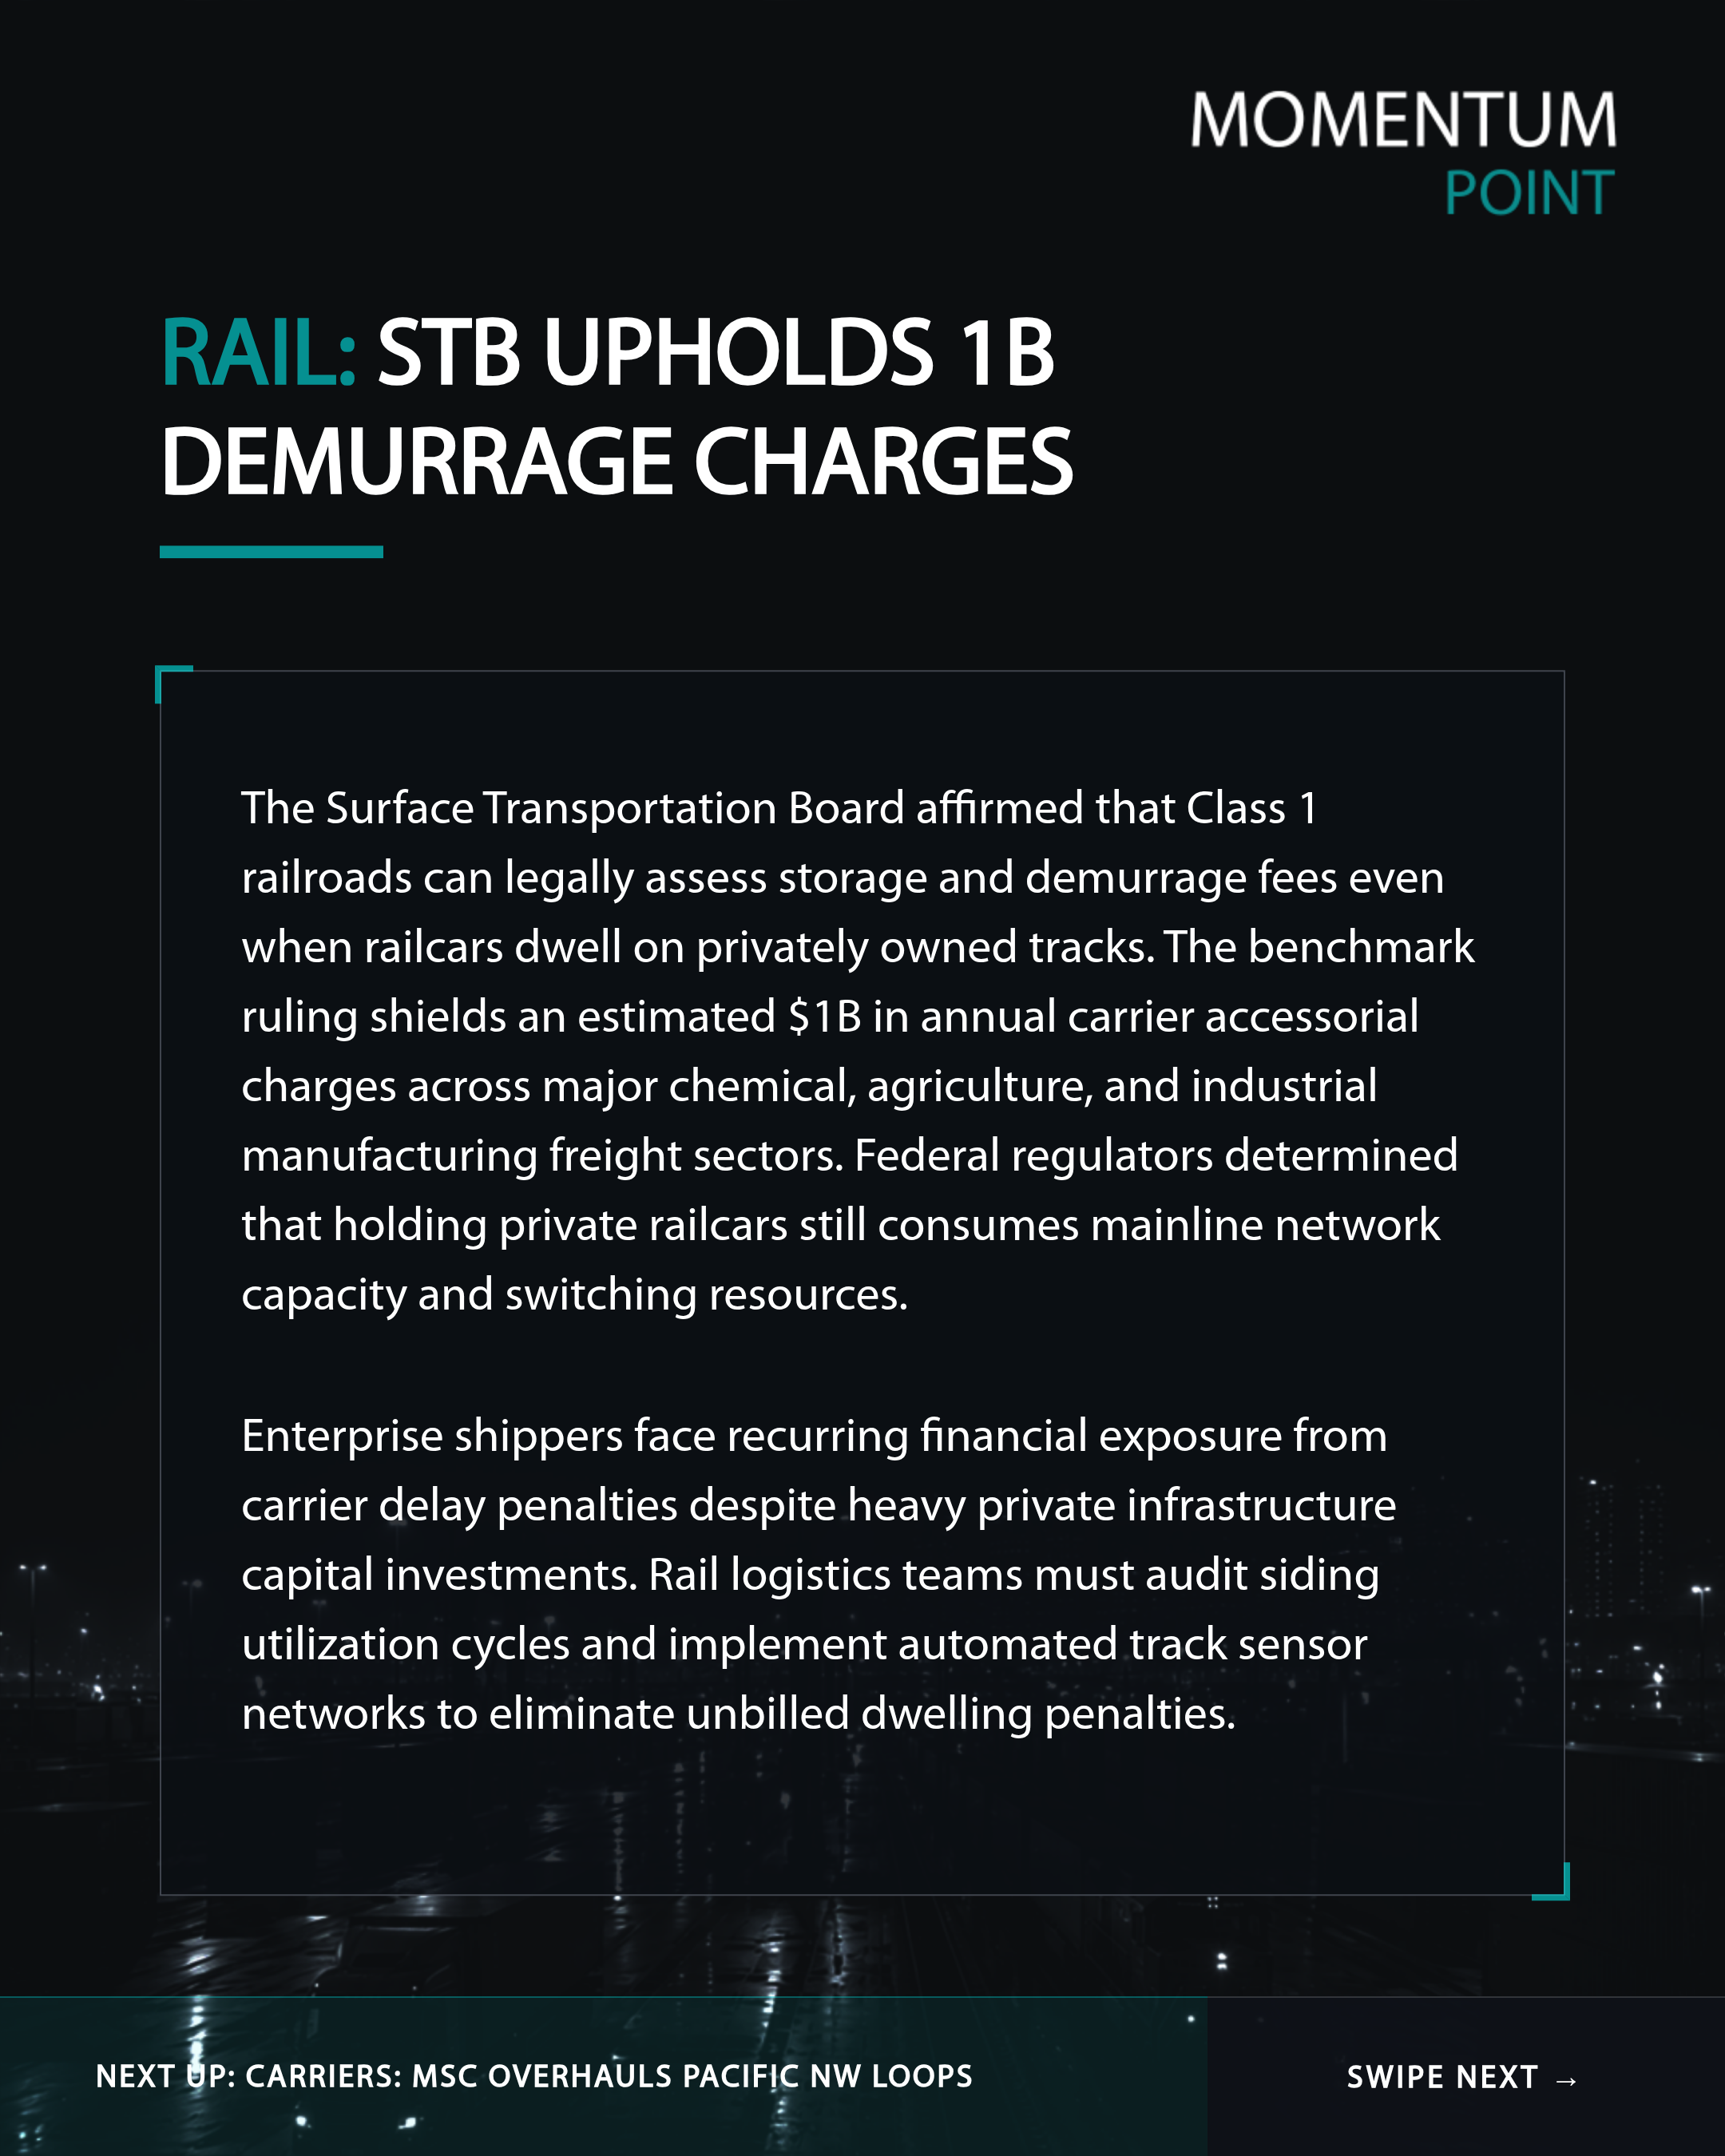 MOMENTUM
POINT
RAIL: STB UPHOLDS 1B
DEMURRAGE CHARGES
The Surface Transportation Board affirmed that Class 1
railroads can legally assess storage and demurrage fees even
when railcars dwell on privately owned tracks. The benchmark
ruling shields an estimated $1B in annual carrier accessorial
charges across major chemical, agriculture, and industrial
manufacturing freight sectors. Federal regulators determined
that holding private railcars still consumes mainline network
capacity and switching resources.
Enterprise shippers face recurring financial exposure from
carrier delay penalties despite heavy private infrastructure
capital investments. Rail logistics teams must audit siding
utilization cycles and implement automated track sensor
networks to eliminate unbilled dwelling penalties.
NEXT UP: CARRIERS: MSC OVERHAULS PACIFIC NW LOOPS
SWIPE NEXT →